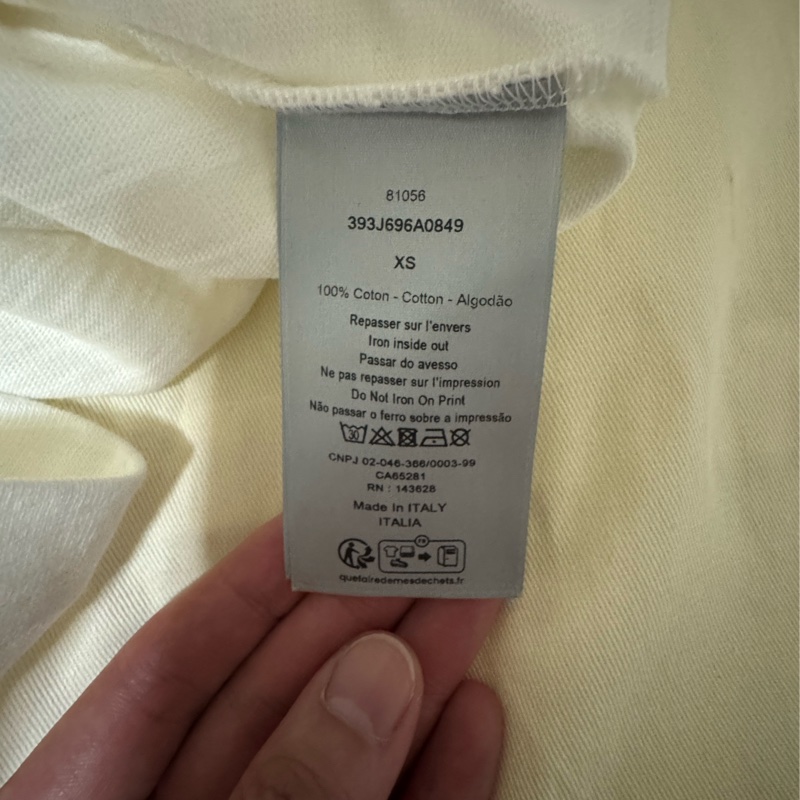 81056
393J696A0849
XS
100% Coton - Cotton - Algodão
Repasser sur l'envers
Iron inside out
Passar do avesso
Ne pas repasser sur l'impression
Do Not Iron On Print
Não passar o ferro sobre a impressão
30
CNPJ 02-046-366/0003-99
CA65281
RN : 143628
Made In ITALY
ITALIA
FR
quefairedemesdechets.fr